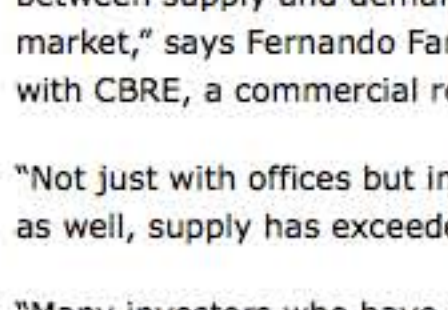 between supply and deman
market,” says Fernando Fa
with CBRE, a commercial r
“Not just with offices but in
as well, supply has exceede
“Many investors who have